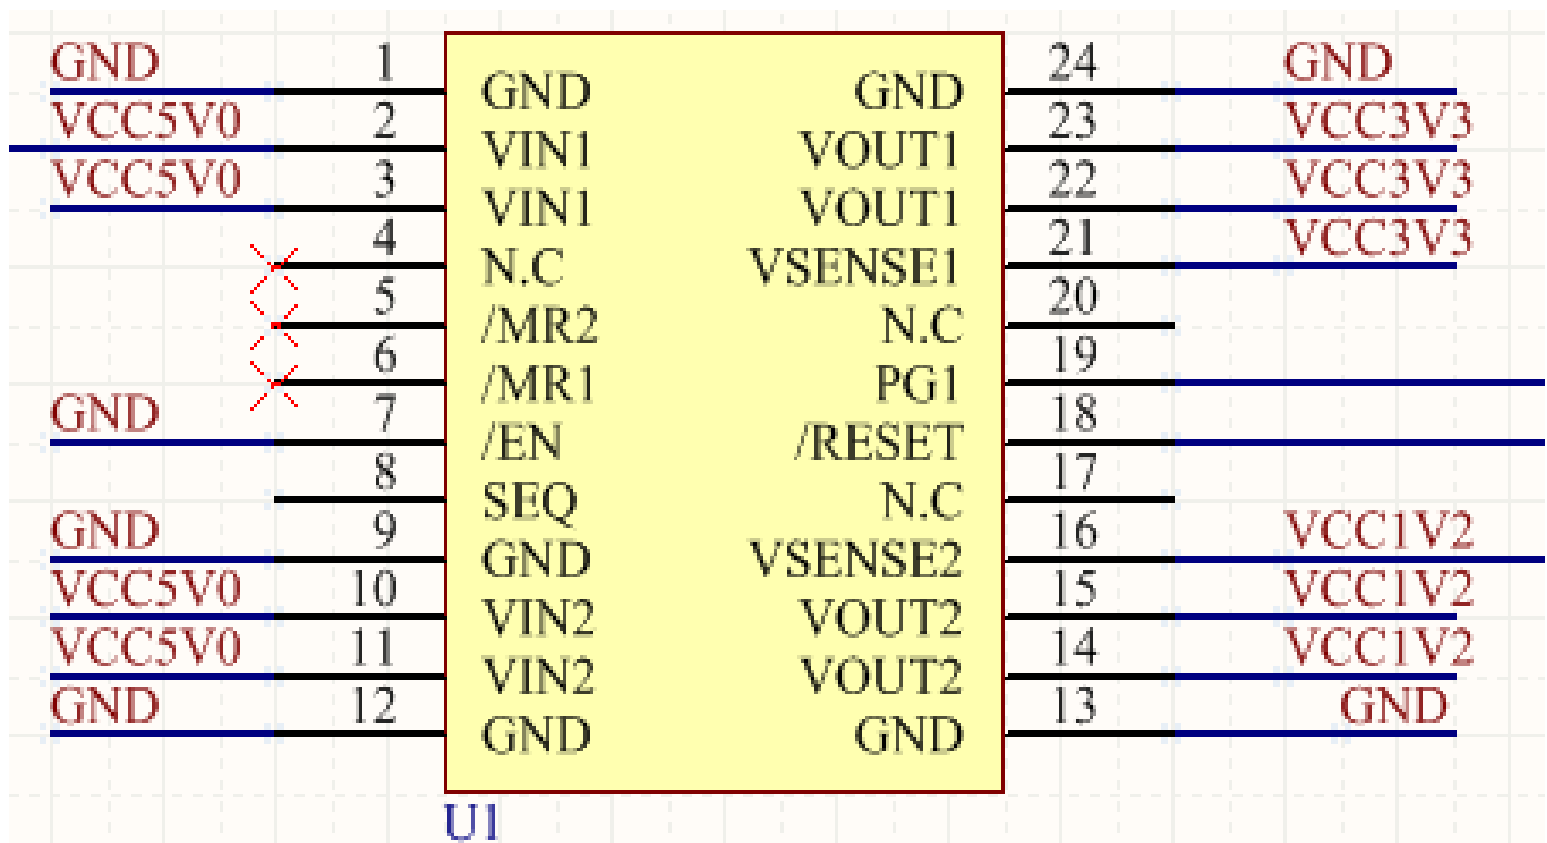 GND 1 GND GND 24 GND
VCC5V0 2 VIN1 VOUT1 23 VCC3V3
VCC5V0 3 VIN1 VOUT1 22 VCC3V3
4 N.C VSENSE1 21 VCC3V3
5 /MR2 N.C 20
6 /MR1 PG1 19
GND 7 /EN /RESET 18
8 SEQ N.C 17
GND 9 GND VSENSE2 16 VCC1V2
VCC5V0 10 VIN2 VOUT2 15 VCC1V2
VCC5V0 11 VIN2 VOUT2 14 VCC1V2
GND 12 GND GND 13 GND
U1